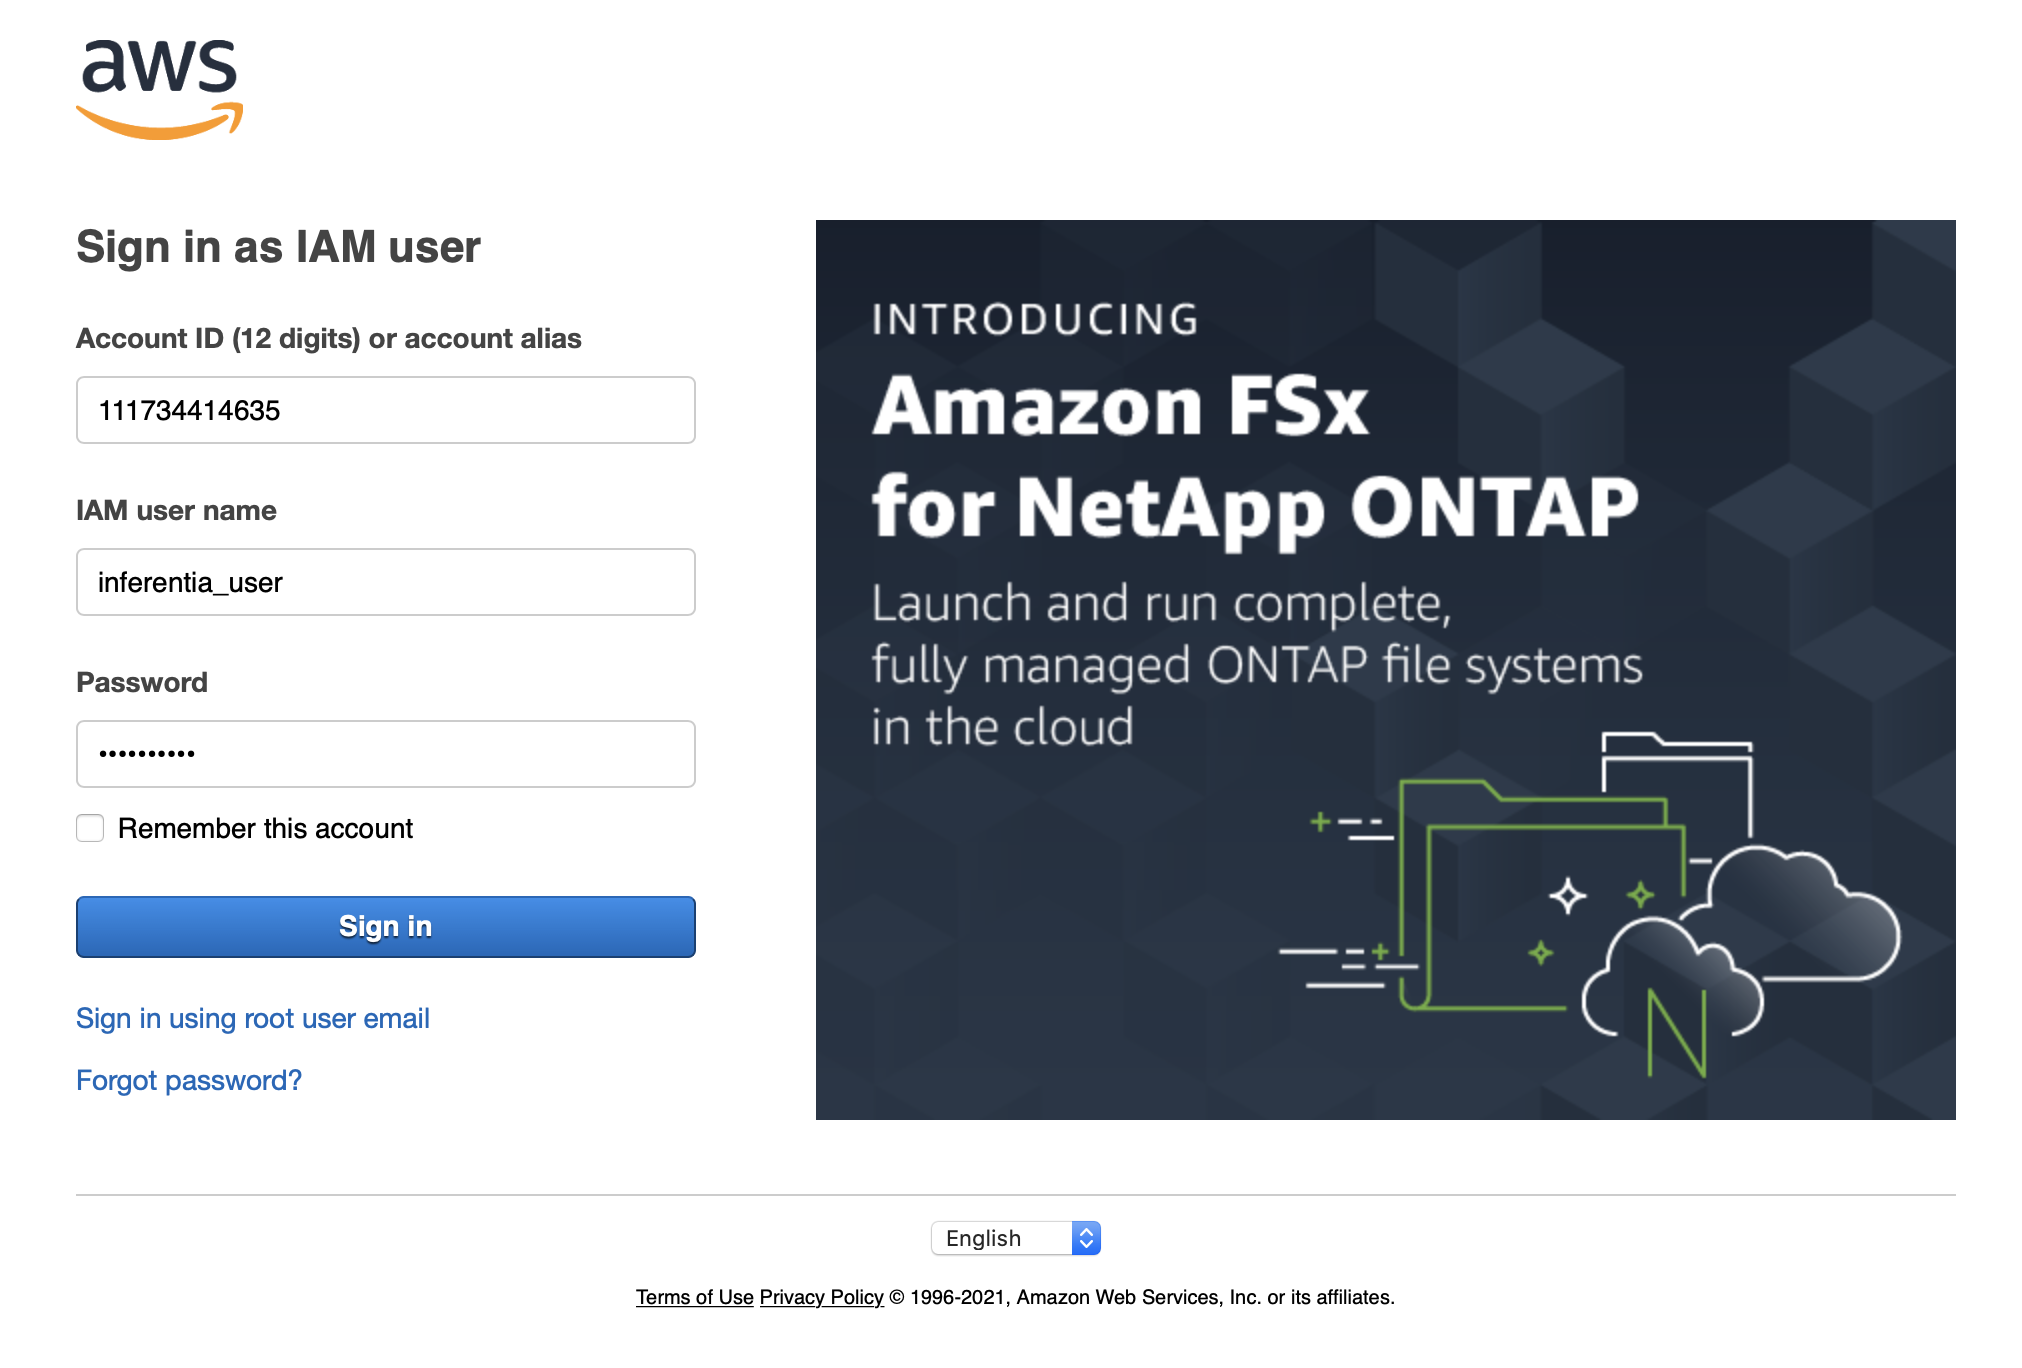 aws
Sign in as IAM user
Account ID (12 digits) or account alias
111734414635
IAM user name
inferentia_user
Password
••••••••••
Remember this account
Sign in
Sign in using root user email
Forgot password?
INTRODUCING
Amazon FSx
for NetApp ONTAP
Launch and run complete,
fully managed ONTAP file systems
in the cloud
N
English
Terms of Use Privacy Policy © 1996-2021, Amazon Web Services, Inc. or its affiliates.